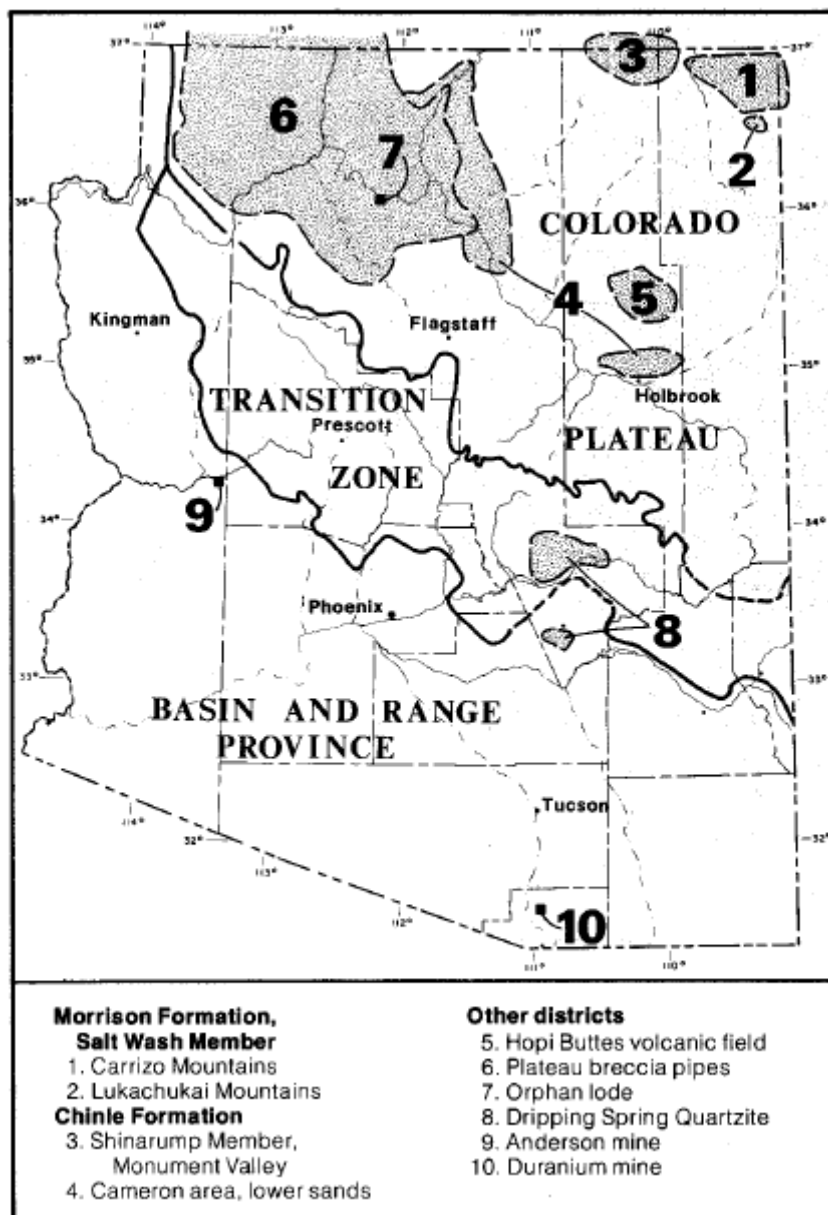 114°
112°
110°
37°
37°
3
1
6
7
2
36°
36°
COLORADO
4
5
Kingman
Flagstaff
35°
35°
Holbrook
TRANSITION
Prescott
PLATEAU
ZONE
9
34°
34°
Phoenix
8
33°
33°
BASIN AND RANGE
PROVINCE
Tucson
114°
32°
32°
113°
112°
10
111°
110°
Morrison Formation,
Salt Wash Member
1. Carrizo Mountains
2. Lukachukai Mountains
Chinle Formation
3. Shinarump Member,
Monument Valley
4. Cameron area, lower sands
Other districts
5. Hopi Buttes volcanic field
6. Plateau breccia pipes
7. Orphan lode
8. Dripping Spring Quartzite
9. Anderson mine
10. Duranium mine